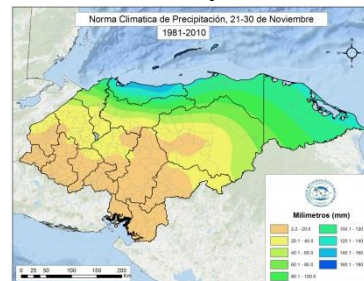 Norma Climatica de Precipitación, 21-30 de Noviembre
1981-2010
Milimetros (mm)
2.2 - 20.0
20.1 - 40.0
40.1 - 60.0
60.1 - 80.0
80.1 - 100.0
100.1 - 120
120.1 - 140
140.1 - 160
160.1 - 180
0 25 50 100 150 200
Km